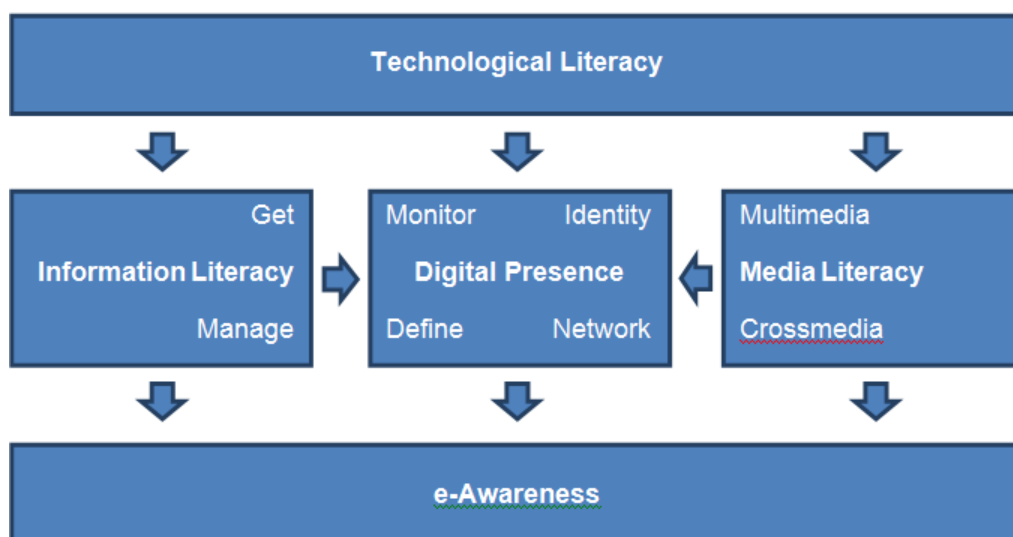 Technological Literacy
Get
Information Literacy
Manage
Monitor Identity
Digital Presence
Define Network
Multimedia
Media Literacy
Crossmedia
e-Awareness